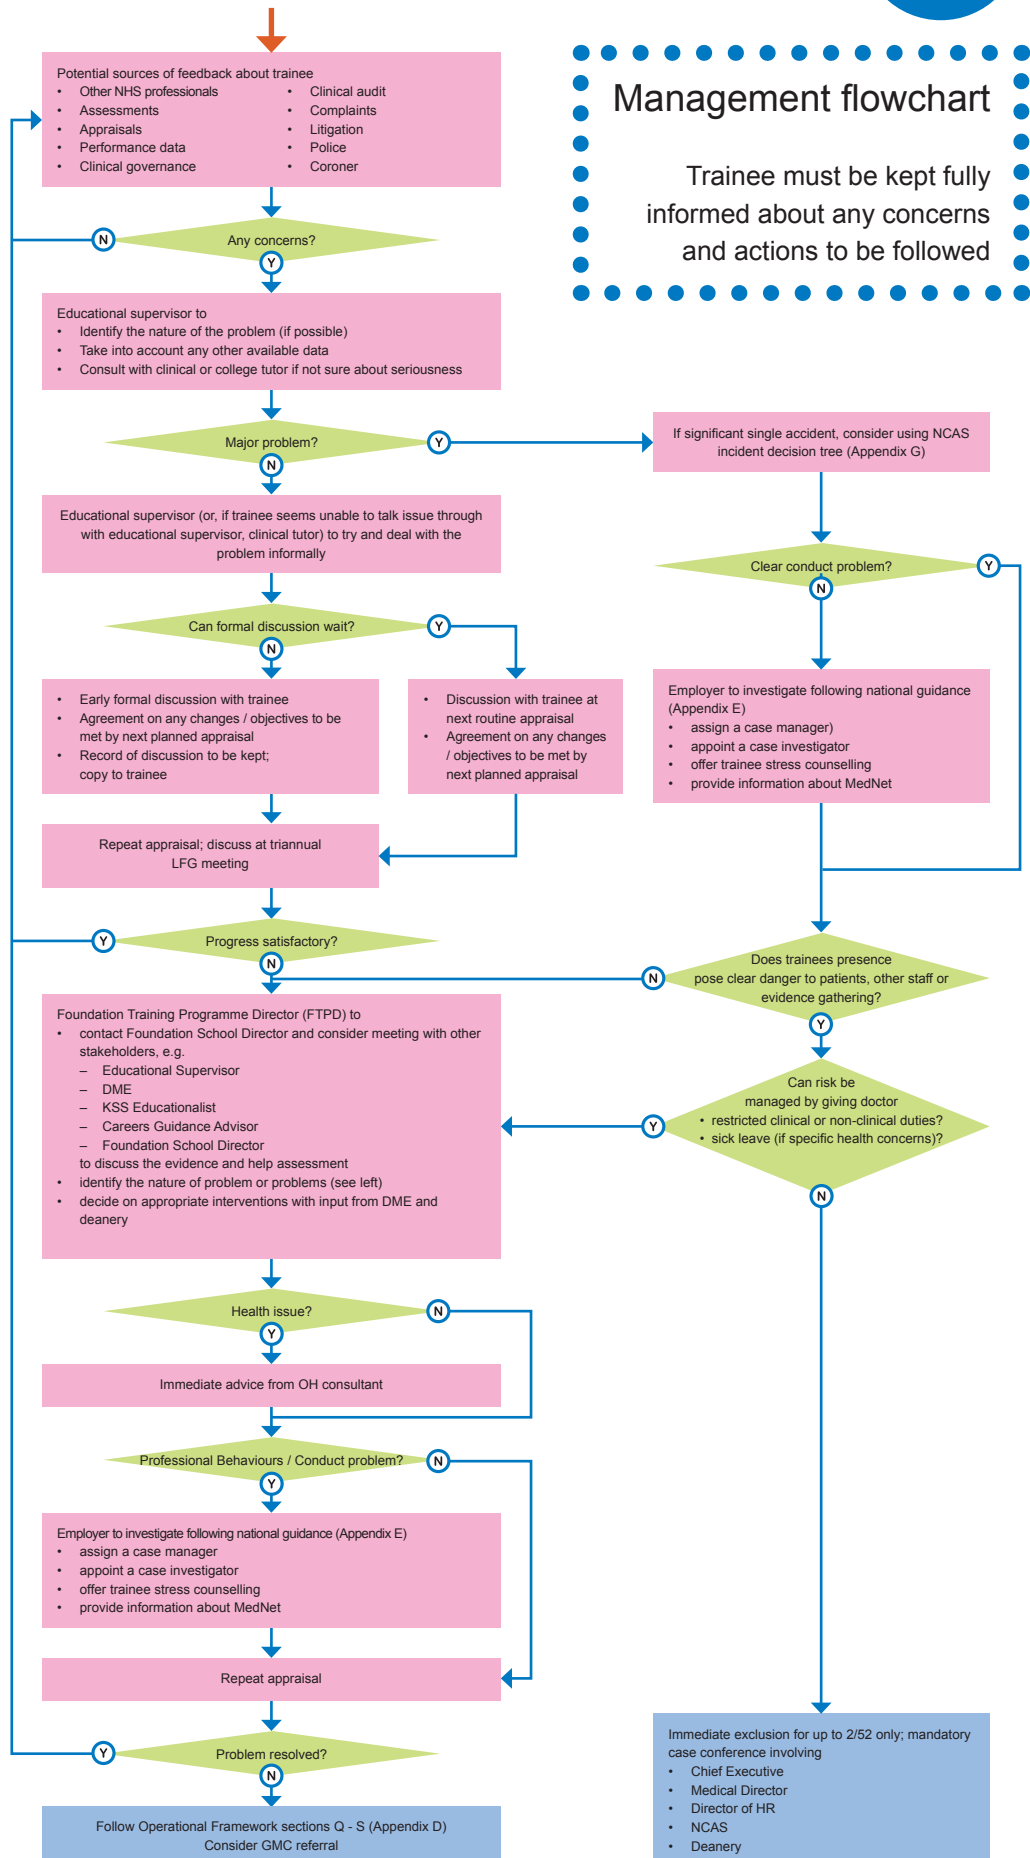 Management flowchart
Trainee must be kept fully
informed about any concerns
and actions to be followed
Potential sources of feedback about trainee
• Other NHS professionals
• Assessments
• Appraisals
• Performance data
• Clinical governance
• Clinical audit
• Complaints
• Litigation
• Police
• Coroner
N
Any concerns?
Y
Educational supervisor to
• Identify the nature of the problem (if possible)
• Take into account any other available data
• Consult with clinical or college tutor if not sure about seriousness
Major problem?
Y
N
Educational supervisor (or, if trainee seems unable to talk issue through
with educational supervisor, clinical tutor) to try and deal with the
problem informally
Can formal discussion wait?
Y
N
• Early formal discussion with trainee
• Agreement on any changes / objectives to be
met by next planned appraisal
• Record of discussion to be kept;
copy to trainee
• Discussion with trainee at
next routine appraisal
• Agreement on any changes
/ objectives to be met by
next planned appraisal
Repeat appraisal; discuss at triannual
LFG meeting
Y
Progress satisfactory?
N
Foundation Training Programme Director (FTPD) to
• contact Foundation School Director and consider meeting with other
stakeholders, e.g.
– Educational Supervisor
– DME
– KSS Educationalist
– Careers Guidance Advisor
– Foundation School Director
to discuss the evidence and help assessment
• identify the nature of problem or problems (see left)
• decide on appropriate interventions with input from DME and
deanery
Health issue?
N
Y
Immediate advice from OH consultant
Professional Behaviours / Conduct problem?
N
Y
Employer to investigate following national guidance (Appendix E)
• assign a case manager
• appoint a case investigator
• offer trainee stress counselling
• provide information about MedNet
Repeat appraisal
Y
Problem resolved?
N
Follow Operational Framework sections Q - S (Appendix D)
Consider GMC referral
If significant single accident, consider using NCAS
incident decision tree (Appendix G)
Clear conduct problem?
Y
N
Employer to investigate following national guidance
(Appendix E)
• assign a case manager)
• appoint a case investigator
• offer trainee stress counselling
• provide information about MedNet
Does trainees presence
pose clear danger to patients, other staff or
evidence gathering?
N
Y
Can risk be
managed by giving doctor
• restricted clinical or non-clinical duties?
• sick leave (if specific health concerns)?
Y
N
Immediate exclusion for up to 2/52 only; mandatory
case conference involving
• Chief Executive
• Medical Director
• Director of HR
• NCAS
• Deanery